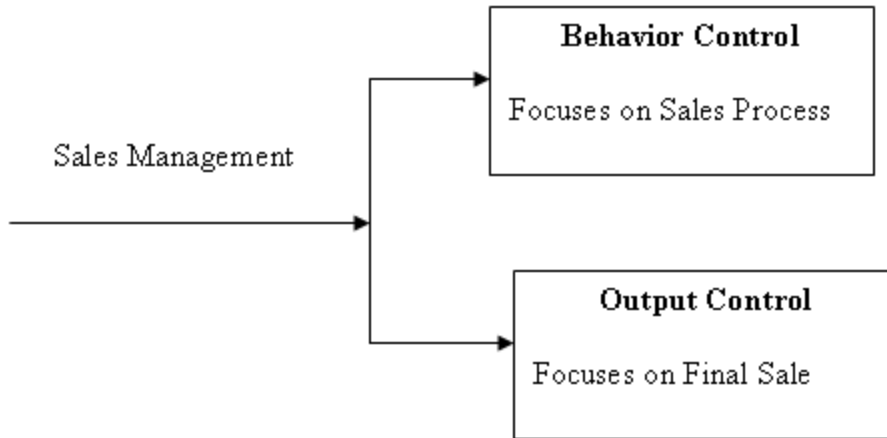 Behavior Control
Focuses on Sales Process
Sales Management
Output Control
Focuses on Final Sale